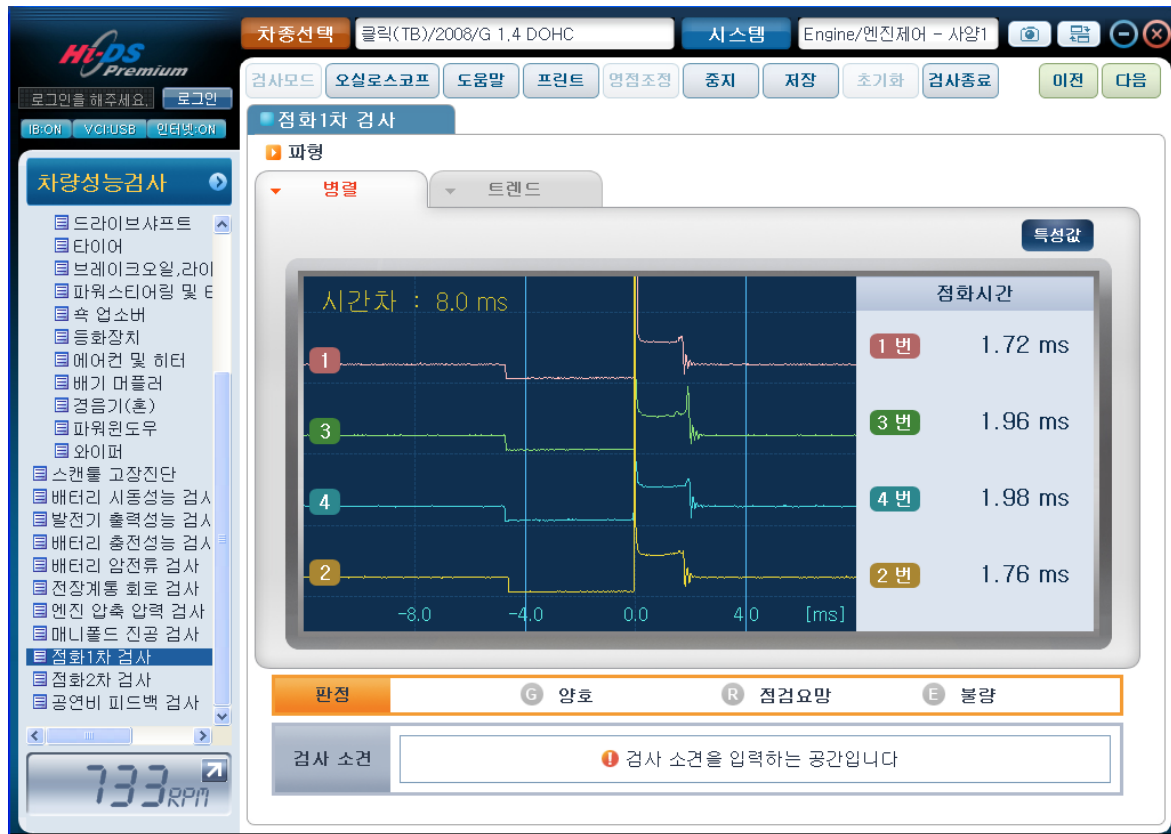 Hi-DS
Premium
로그인을 해주세요.
로그인
IB:ON
VCI:USB
인터넷:ON
차종선택
클릭(TB)/2008/G 1,4 DOHC
시스템
Engine/엔진제어 - 사양1
검사모드
오실로스코프
도움말
프린트
영점조정
중지
저장
초기화
검사종료
이전
다음
차량성능검사
드라이브샤프트
타이어
브레이크오일,라이
파워스티어링 및
쇽 업소버
등화장치
에어컨 및 히터
배기 머플러
경음기(혼)
파워윈도우
와이퍼
스캔툴 고장진단
배터리 시동성능 검사
발전기 출력성능 검사
배터리 충전성능 검사
배터리 암전류 검사
전장계통 회로 검사
엔진 압축 압력 검사
매니폴드 진공 검사
점화1차 검사
점화2차 검사
공연비 피드백 검사
733 RPM
점화1차 검사
파형
병렬
트렌드
특성값
시간차 : 8.0 ms
1
3
4
2
-8.0 -4.0 0.0 4.0 [ms]
점화시간
1 번 1.72 ms
3 번 1.96 ms
4 번 1.98 ms
2 번 1.76 ms
판정
G 양호
R 점검요망
E 불량
검사 소견
검사 소견을 입력하는 공간입니다